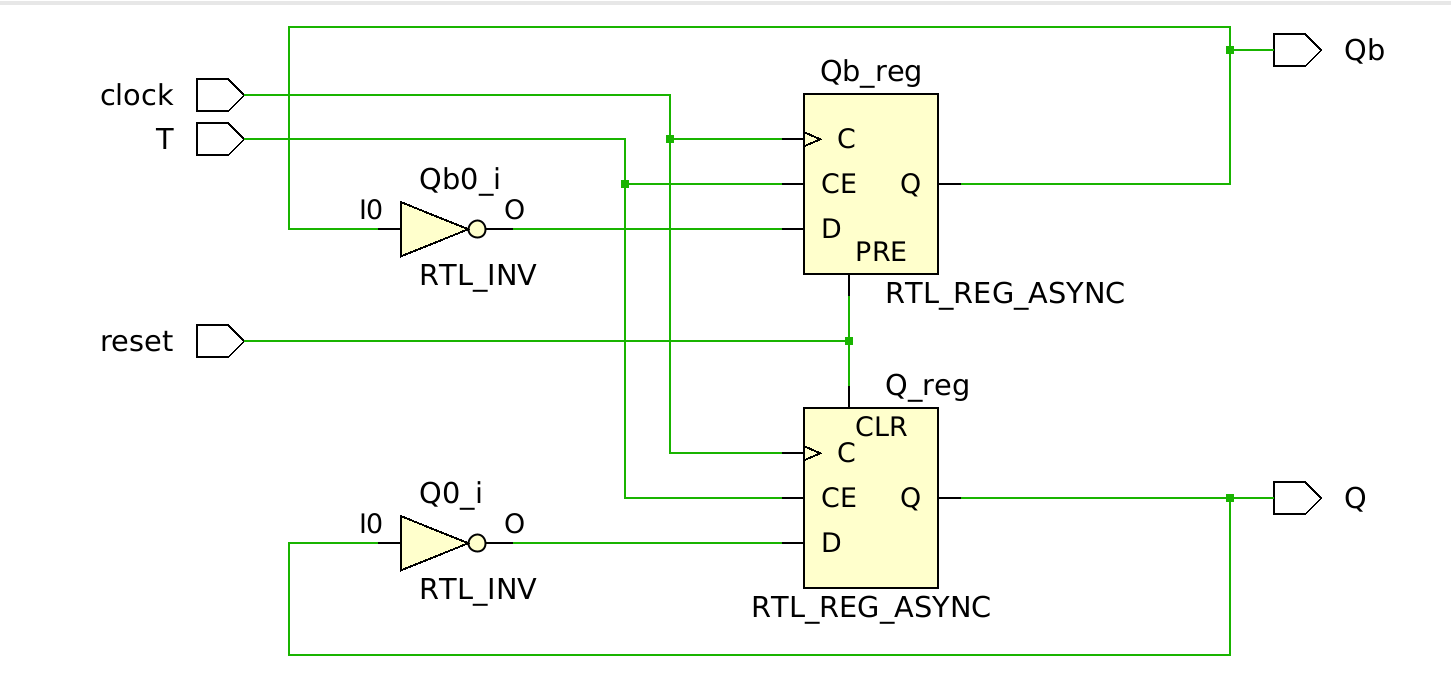 Qb
Qb_reg
clock
C
T
Qb0_i
CE
Q
I0
O
D
PRE
RTL_INV
RTL_REG_ASYNC
reset
Q_reg
CLR
C
Q0_i
CE
Q
Q
I0
O
D
RTL_INV
RTL_REG_ASYNC